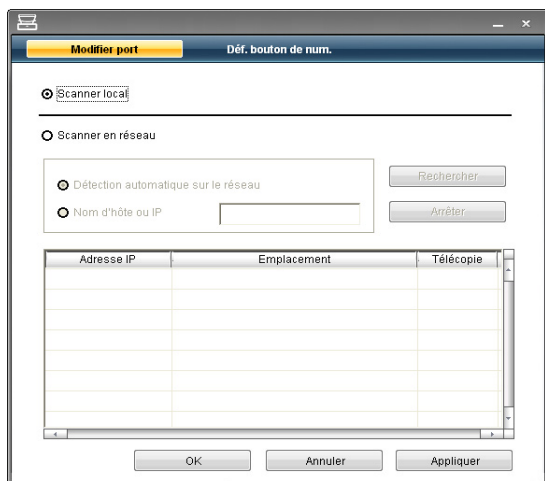 Modifier port Déf. bouton de num.
Scanner local
Scanner en réseau
Détection automatique sur le réseau
Rechercher
Nom d'hôte ou IP
Arrêter
Adresse IP Emplacement Télécopie
OK Annuler Appliquer